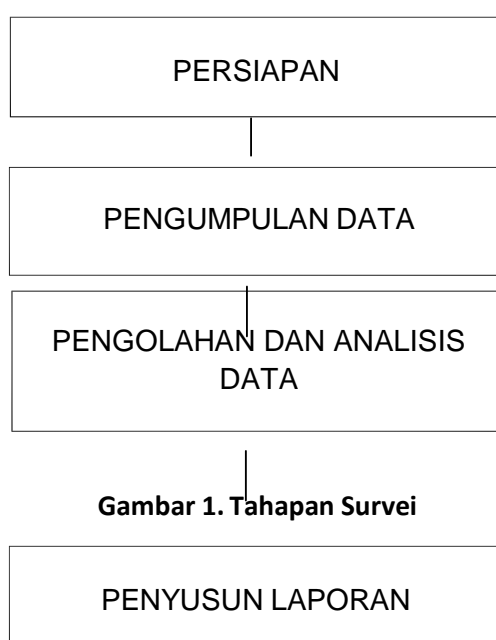 PERSIAPAN
PENGUMPULAN DATA
PENGOLAHAN DAN ANALISIS
DATA
Gambar 1. Tahapan Survei
PENYUSUN LAPORAN